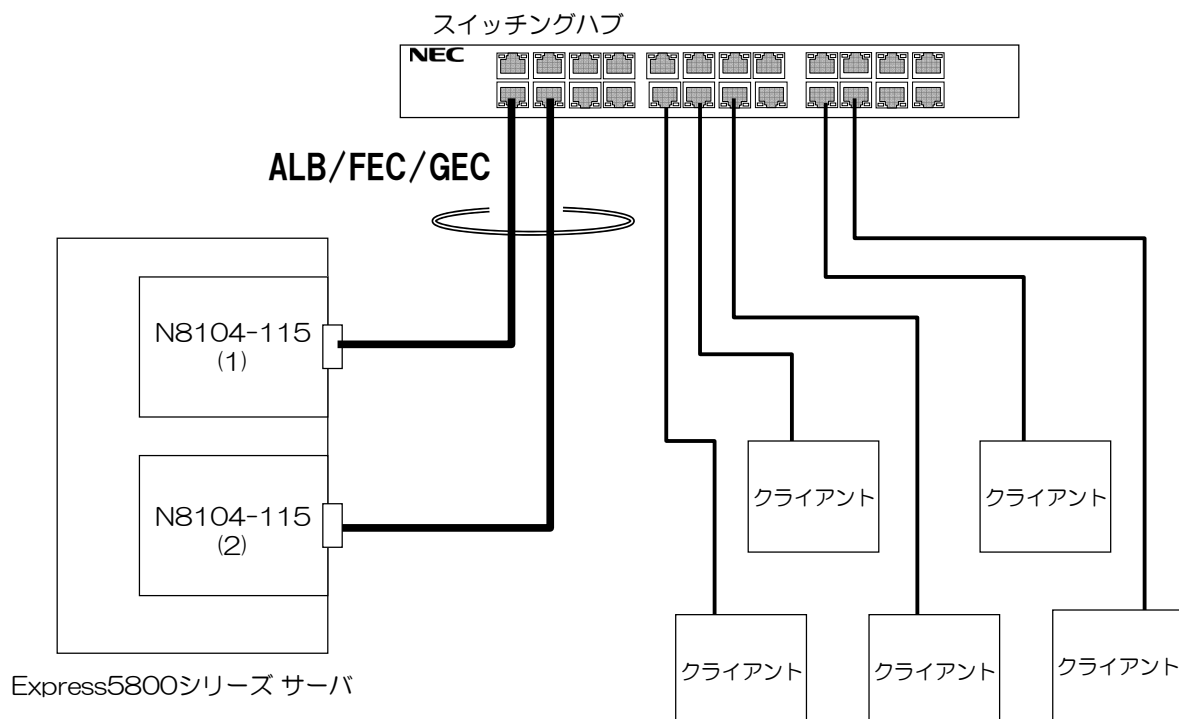 スイッチングハブ
NEC
ALB/FEC/GEC
N8104-115
(1)
N8104-115
(2)
Express5800シリーズ サーバ
クライアント
クライアント
クライアント
クライアント
クライアント